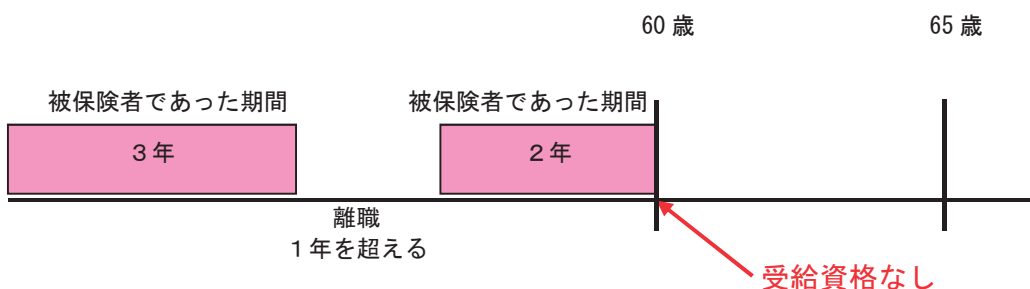 60歳
65歳
被保険者であった期間
被保険者であった期間
3年
2年
離職
1年を超える
受給資格なし